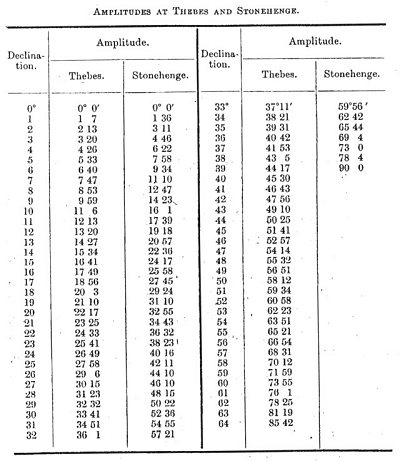 AMPLITUDES AT THEBES AND STONEHENGE.
Declina-tion. Amplitude. Declina-tion. Amplitude.
Thebes. Stonehenge. Thebes. Stonehenge.
0° 0° 0′ 0° 0′ 33° 37°11′ 59°56′
1 1 7 1 36 34 38 21 62 42
2 2 13 3 11 35 39 31 65 44
3 3 20 4 46 36 40 42 69 4
4 4 26 6 22 37 41 53 73 0
5 5 33 7 58 38 43 5 78 4
6 6 40 9 34 39 44 17 90 0
7 7 47 11 10 40 45 30
8 8 53 12 47 41 46 43
9 9 59 14 23 42 47 56
10 11 6 16 1 43 49 10
11 12 13 17 39 44 50 25
12 13 20 19 18 45 51 41
13 14 27 20 57 46 52 57
14 15 34 22 36 47 54 14
15 16 41 24 17 48 55 32
16 17 49 25 58 49 56 51
17 18 56 27 45 50 58 12
18 20 3 29 24 51 59 34
19 21 10 31 10 52 60 58
20 22 17 32 55 53 62 23
21 23 25 34 43 54 63 51
22 24 33 36 32 55 65 21
23 25 41 38 23 56 66 54
24 26 49 40 16 57 68 31
25 27 58 42 11 58 70 12
26 29 6 44 10 59 71 59
27 30 15 46 10 60 73 55
28 31 23 48 15 61 76 1
29 32 32 50 22 62 78 25
30 33 41 52 36 63 81 19
31 34 51 54 55 64 85 42
32 36 1 57 21